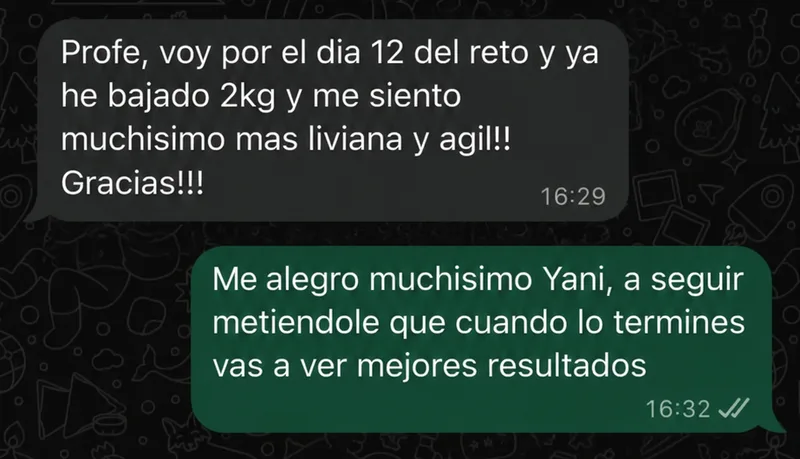 Profe, voy por el dia 12 del reto y ya
he bajado 2kg y me siento
muchisimo mas liviana y agil!!
Gracias!!!
16:29
Me alegro muchisimo Yani, a seguir
metiendole que cuando lo termines
vas a ver mejores resultados
16:32